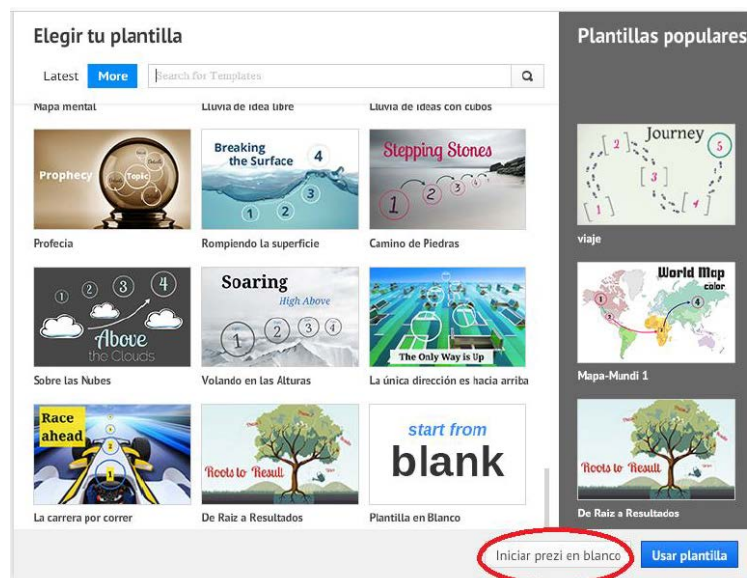 Elegir tu plantilla
Plantillas populares
Latest More Search for Templates
Mapa mental
Lluvia de idea libre
Lluvia de ideas con cubos
Prophecy
Topic
Profecia
Breaking
the Surface
1 2 3 4
Rompiendo la superficie
Stepping Stones
1 2 3 4
Camino de Piedras
1 2 3 4
Above
the Clouds
Sobre las Nubes
Soaring
High Above
1 2 3 4
Volando en las Alturas
The Only Way is Up
La única dirección es hacia arriba
Race
ahead
La carrera por correr
Roots to Result
De Raiz a Resultados
start from
blank
Plantilla en Blanco
Journey
1 2 3 4 5
viaje
World Map
color
Mapa-Mundi 1
Roots to Result
De Raiz a Resultados
Iniciar prezi en blanco
Usar plantilla